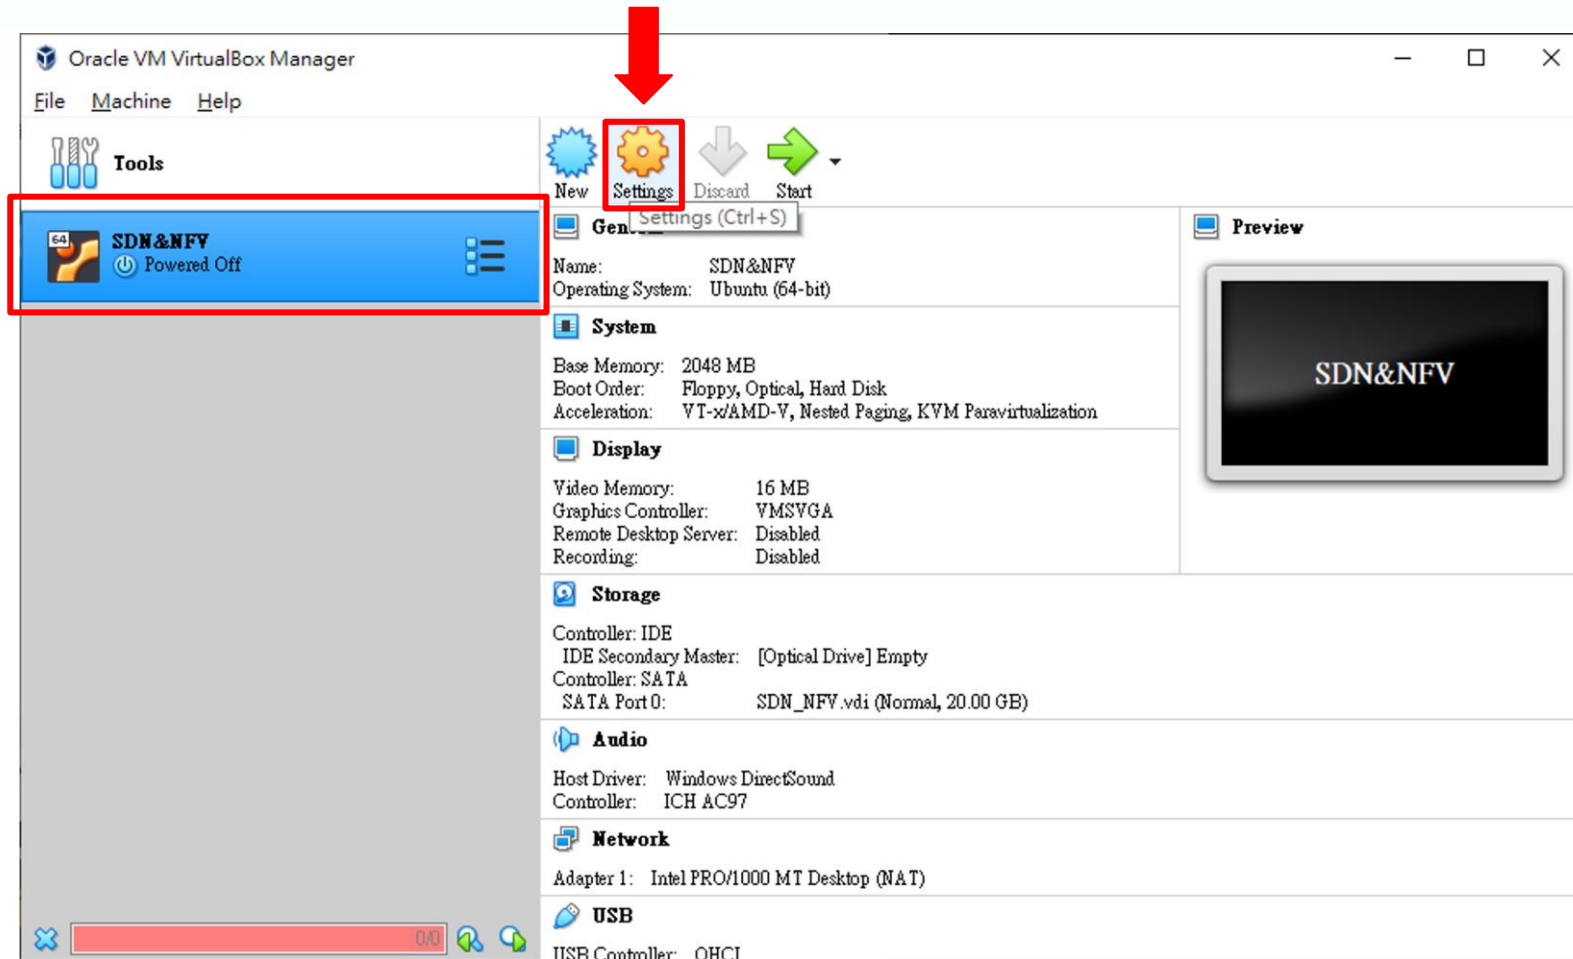 Oracle VM VirtualBox Manager
File Machine Help
Tools
New Settings Discard Start
Settings (Ctrl+S)
64
SDN&NFV
Powered Off
Name: SDN&NFV
Operating System: Ubuntu (64-bit)
Preview
SDN&NFV
System
Base Memory: 2048 MB
Boot Order: Floppy, Optical, Hard Disk
Acceleration: VT-x/AMD-V, Nested Paging, KVM Paravirtualization
Display
Video Memory: 16 MB
Graphics Controller: VMSVGA
Remote Desktop Server: Disabled
Recording: Disabled
Storage
Controller: IDE
IDE Secondary Master: [Optical Drive] Empty
Controller: SATA
SATA Port 0: SDN_NFV.vdi (Normal, 20.00 GB)
Audio
Host Driver: Windows DirectSound
Controller: ICH AC97
Network
Adapter 1: Intel PRO/1000 MT Desktop (NAT)
USB
USB Controller: OHCI
0/0